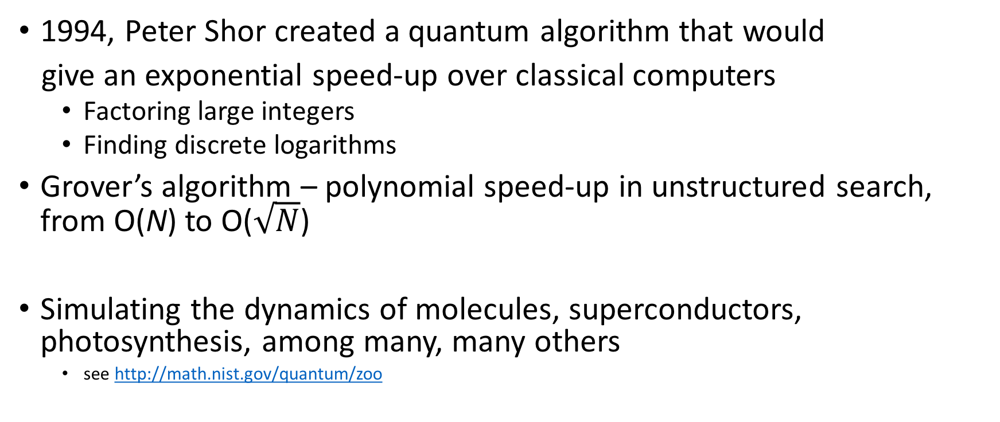 • 1994, Peter Shor created a quantum algorithm that would
give an exponential speed-up over classical computers
• Factoring large integers
• Finding discrete logarithms
• Grover’s algorithm – polynomial speed-up in unstructured search,
from O(N) to O(√N)
• Simulating the dynamics of molecules, superconductors,
photosynthesis, among many, many others
• see http://math.nist.gov/quantum/zoo